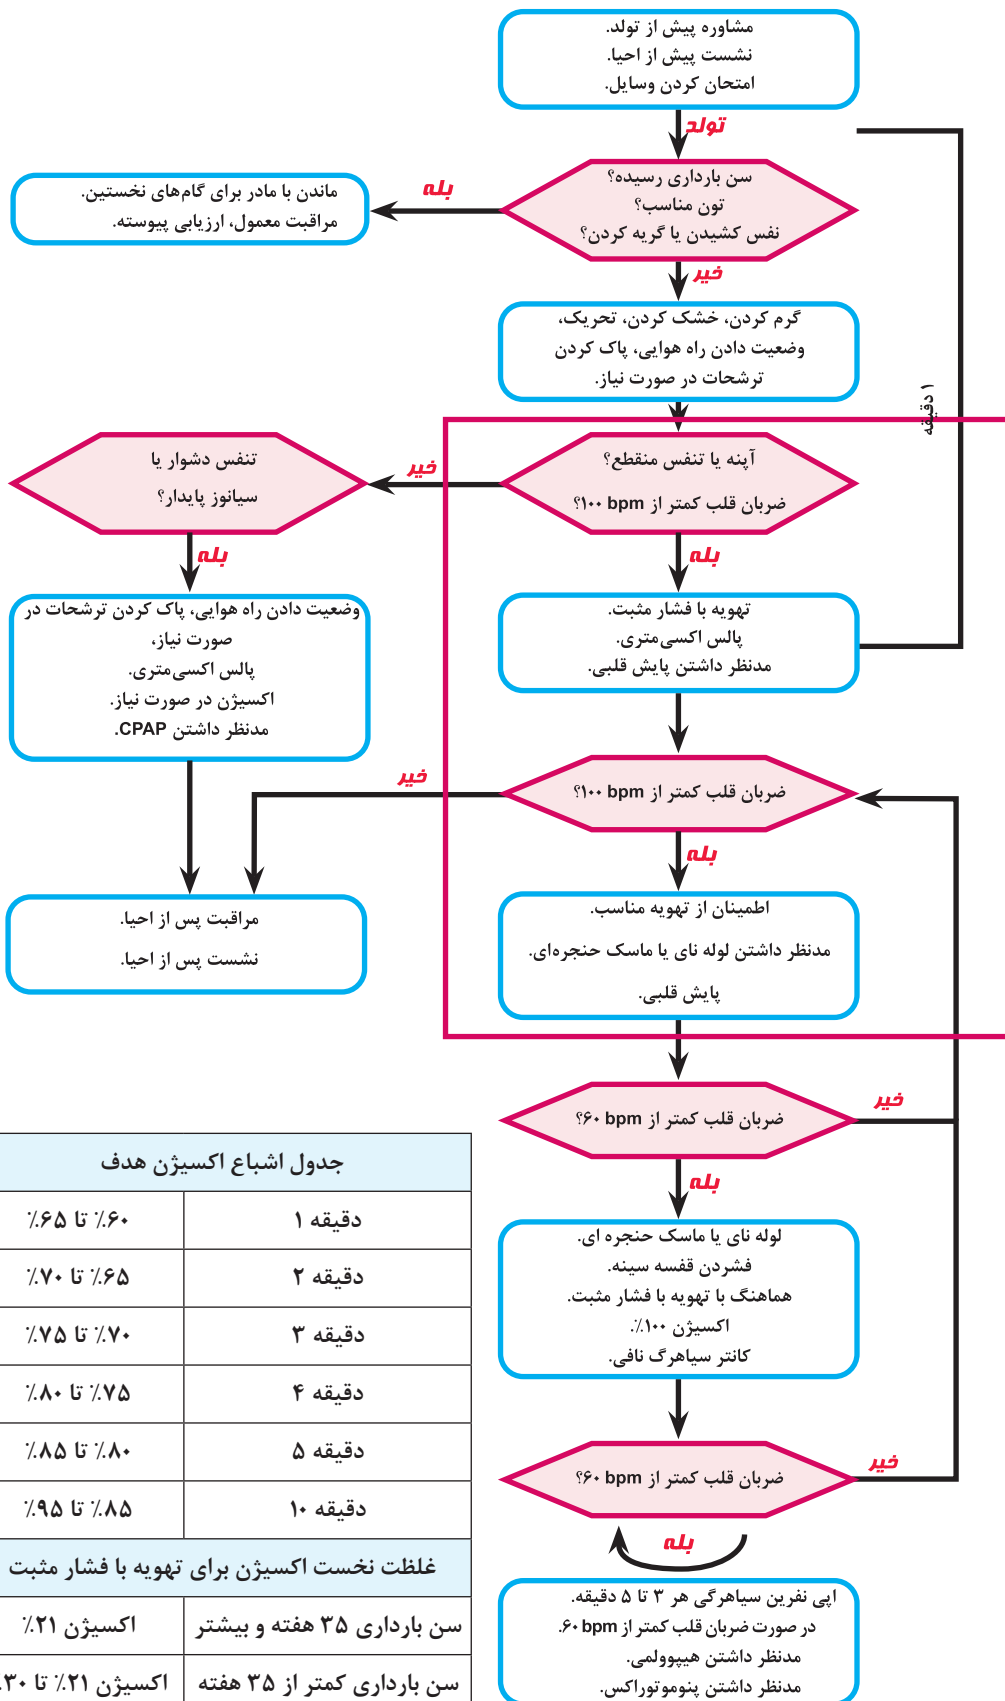 مشاوره پیش از تولد.
نشست پیش از احیا.
امتحان کردن وسایل.
تولد
سن بارداری رسیده؟
تون مناسب؟
نفس کشیدن یا گریه کردن؟
بله
ماندن با مادر برای گام‌های نخستین.
مراقبت معمول، ارزیابی پیوسته.
خیر
گرم کردن، خشک کردن، تحریک،
وضعیت دادن راه هوایی، پاک کردن
ترشحات در صورت نیاز.
۱ دقیقه
آپنه یا تنفس منقطع؟
ضربان قلب کمتر از ۱۰۰ bpm؟
خیر
تنفس دشوار یا
سیانوز پایدار؟
بله
وضعیت دادن راه هوایی، پاک کردن ترشحات در
صورت نیاز،
پالس اکسی‌متری.
اکسیژن در صورت نیاز.
مدنظر داشتن CPAP.
بله
تهویه با فشار مثبت.
پالس اکسی‌متری.
مدنظر داشتن پایش قلبی.
ضربان قلب کمتر از ۱۰۰ bpm؟
خیر
مراقبت پس از احیا.
نشست پس از احیا.
بله
اطمینان از تهویه مناسب.
مدنظر داشتن لوله نای یا ماسک حنجره‌ای.
پایش قلبی.
ضربان قلب کمتر از ۶۰ bpm؟
خیر
بله
لوله نای یا ماسک حنجره ای.
فشردن قفسه سینه.
هماهنگ با تهویه با فشار مثبت.
اکسیژن ۱۰۰٪.
کانتر سیاهرگ نافی.
ضربان قلب کمتر از ۶۰ bpm؟
خیر
بله
اپی نفرین سیاهرگی هر ۳ تا ۵ دقیقه.
در صورت ضربان قلب کمتر از ۶۰ bpm.
مدنظر داشتن هیپوولمی.
مدنظر داشتن پنوموتوراکس.
جدول اشباع اکسیژن هدف
دقیقه ۱ ۶۰٪ تا ۶۵٪
دقیقه ۲ ۶۵٪ تا ۷۰٪
دقیقه ۳ ۷۰٪ تا ۷۵٪
دقیقه ۴ ۷۵٪ تا ۸۰٪
دقیقه ۵ ۸۰٪ تا ۸۵٪
دقیقه ۱۰ ۸۵٪ تا ۹۵٪
غلظت نخست اکسیژن برای تهویه با فشار مثبت
سن بارداری ۳۵ هفته و بیشتر اکسیژن ۲۱٪
سن بارداری کمتر از ۳۵ هفته اکسیژن ۲۱٪ تا ۳۰٪